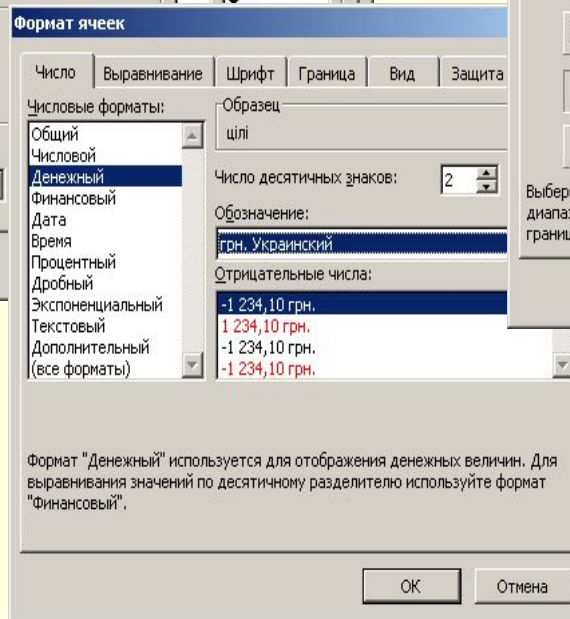 Формат ячеек
Число Выравнивание Шрифт Граница Вид Защита
Числовые форматы:
Общий
Числовой
Денежный
Финансовый
Дата
Время
Процентный
Дробный
Экспоненциальный
Текстовый
Дополнительный
(все форматы)
Образец
цілі
Число десятичных знаков: 2
Обозначение:
грн. Украинский
Отрицательные числа:
-1 234,10 грн.
1 234,10 грн.
-1 234,10 грн.
-1 234,10 грн.
Формат "Денежный" используется для отображения денежных величин. Для
выравнивания значений по десятичному разделителю используйте формат
"Финансовый".
ОК Отмена
Выбер
диапаз
границ